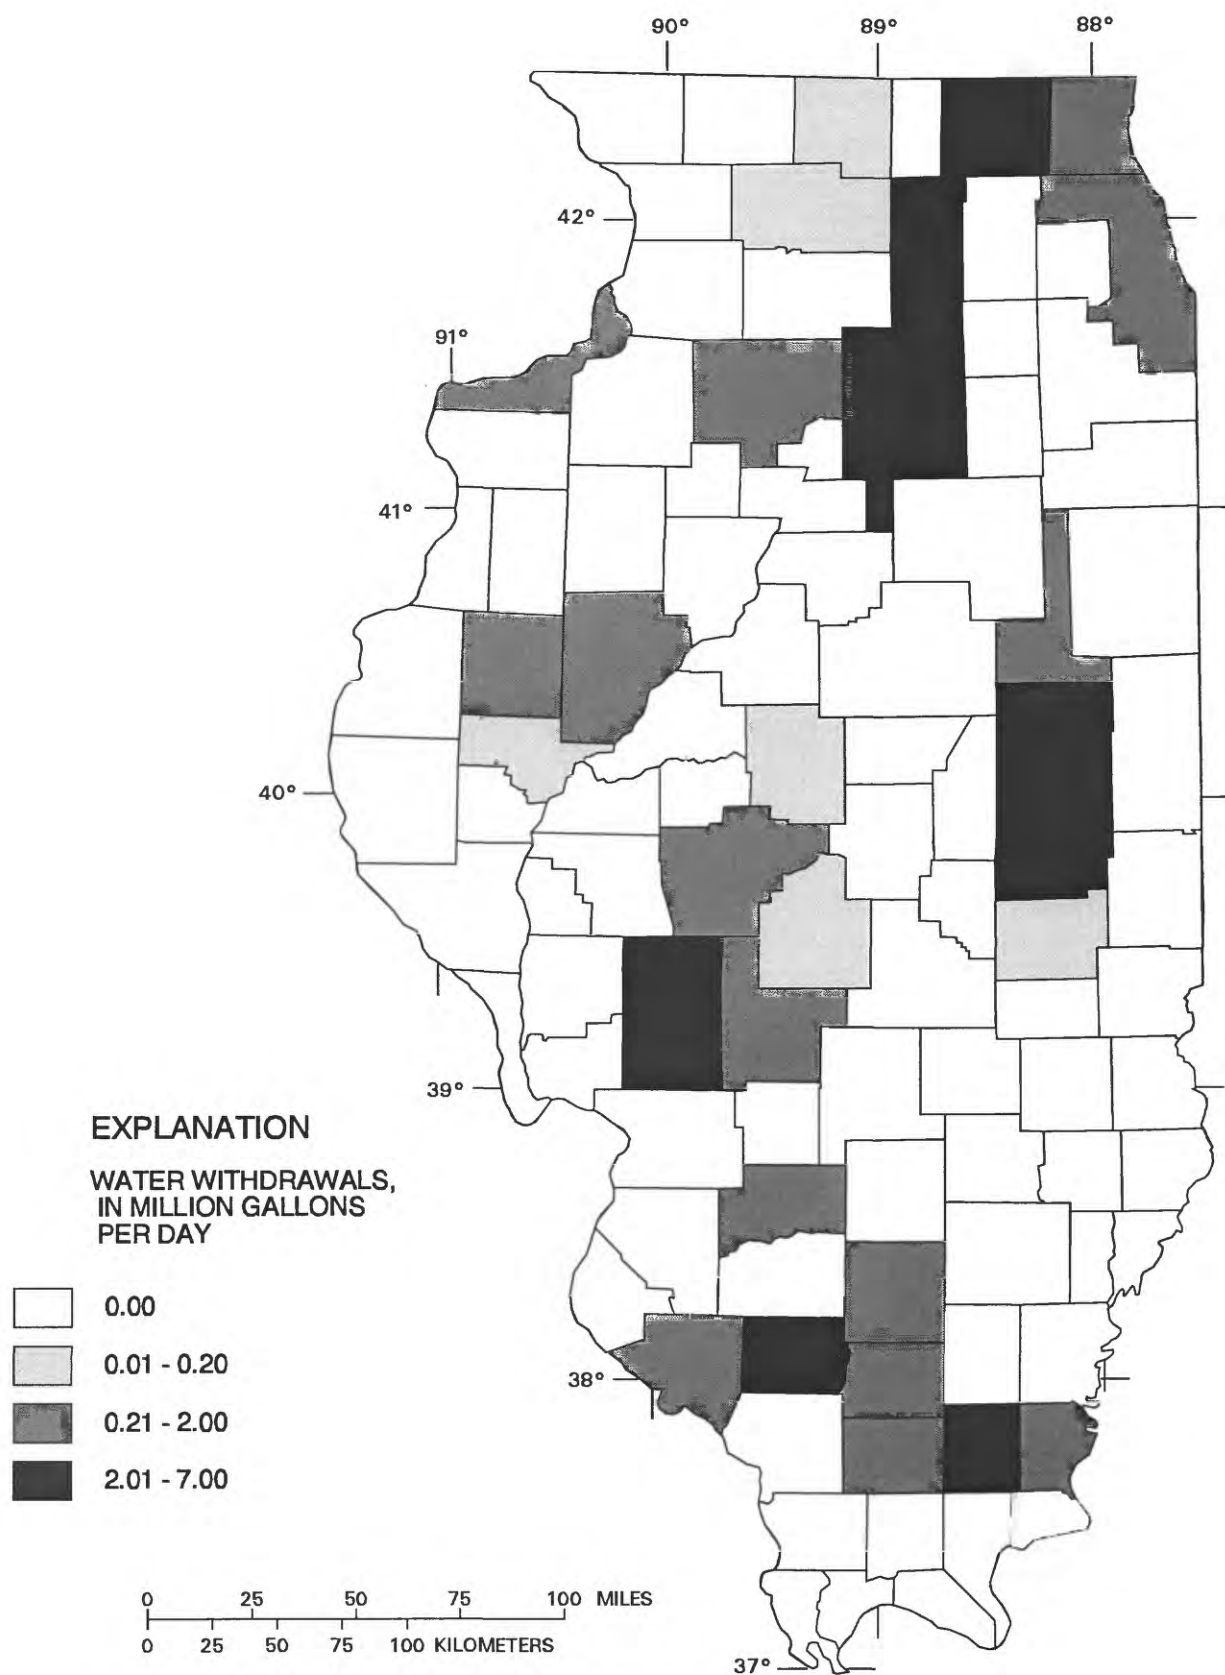 90°
89°
88°
42°
91°
41°
40°
39°
EXPLANATION
WATER WITHDRAWALS,
IN MILLION GALLONS
PER DAY
0.00
0.01 - 0.20
0.21 - 2.00
38°
2.01 - 7.00
0 25 50 75 100 MILES
0 25 50 75 100 KILOMETERS
37°